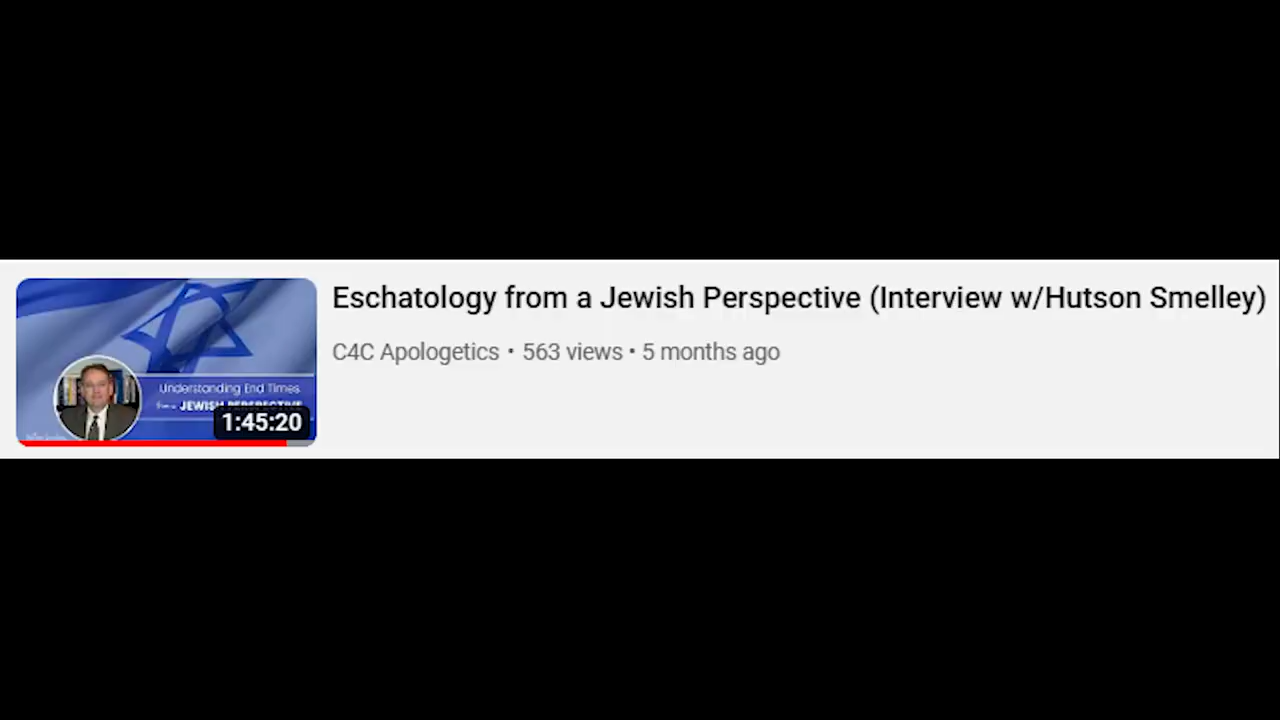 Eschatology from a Jewish Perspective (Interview w/Hutson Smelley)
C4C Apologetics • 563 views • 5 months ago
Understanding End Times
from a JEWISH PERSPECTIVE
1:45:20